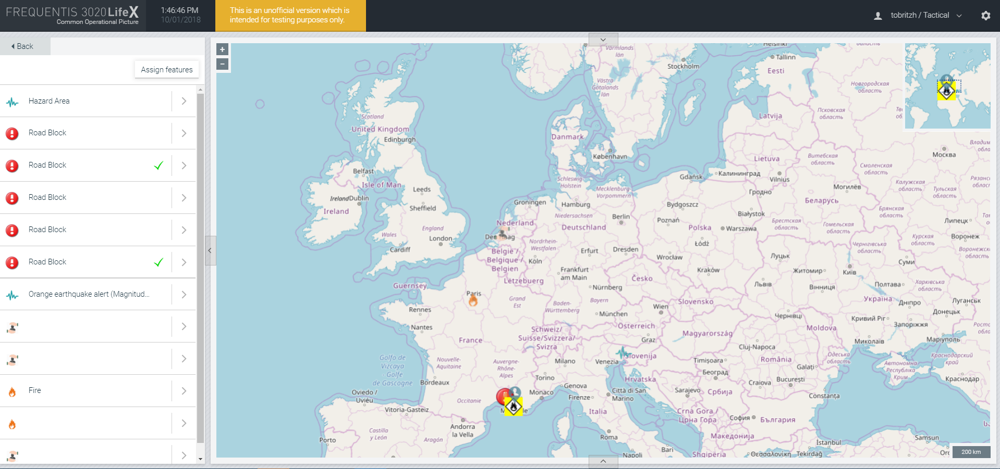 FREQUENTIS 3020 LifeX
Common Operational Picture
1:46:46 PM
10/01/2018
This is an unofficial version which is
intended for testing purposes only.
tobritzh / Tactical
Back
Assign features
Hazard Area
Road Block
Road Block
Road Block
Road Block
Road Block
Orange earthquake alert (Magnitud...
Fire
+
−
Helsinki
Värmlands
län
Stockholm
Tallinn
Eesti
Västra
Götalands
län
Новгородская
область
Псковская
область
Latvija
Scotland
United Kingdom
Edinburgh
Danmark
København
Владим
Москва
Lietuva
Витебская
область
Смоленская
область
Belfast
Isle of Man
Leeds
Schleswig-
Holstein
Mecklenburg-
Vorpommern
Gdańsk
Калининград
Vilnius
Могилёв
Калужская
область
Тульская
область
Ireland
Dublin
Ireland
Sheffield
Groningen
Hamburg
Niedersachsen
Berlin
Bydgoszcz
Гродно
Беларусь
Białystok
Брянская
область
England
Nederland
Deutschland
Poznań
Polska
Warszawa
Брестская
область
Гомельская
область
Липецк
Wales
London
Den Haag
Cardiff
Nordrhein-
Westfalen
Łódź
Чернігівська
область
Курская
область
Воронеж
België /
Belgique /
Belgien
Köln
Erfurt
Dresden
Wrocław
Луцьк
Суми
Frankfurt
am Main
Kraków
Житомир
Київ
Česko
Letzebuerg
Guernsey
Nürnberg
Львів
Вінниця
Полтава
Харківська
область
Paris
Grand
Est
Baden-
Württemberg
Bayern
Slovensko
Україна
Дніпро
Луганськ
Rennes
München
Wien
Чернівці
Кривий Ріг
Донецьк
Nantes
Schweiz/
Suisse/Svizzera/
Svizra
Österreich
Graz
Magyarország
Moldova
Запоріжжя
France
Cluj-Napoca
Миколаїв
Маріуполь
Golfo de
Vizcaya
- Golfe
de Gascogne
Nouvelle-
Aquitaine
Auvergne-
Rhône-
Alpes
Milano
Venezia
Slovenija
Timișoara
România
Одеська
область
Автономна
Республіка
Крим
Краснодарский
край
Bordeaux
Torino
Hrvatska
Београд
Galați
Краснодар
Oviedo /
Uviéu
Occitanie
Monaco
Genova
Firenze
Città di San
Marino
Sarajevo
Србија
Craiova
București
Constanța
Vitoria-Gasteiz
Italia
Crna Gora /
Црна Гора
София
България
Andorra
la Vella
Castilla
y León
Aragón
Porto
Roma
Македонија
İstanbul
Samsun
Bari
Napoli
Shqipëria
Θεσσαλονίκη
Tekirdağ
200 km